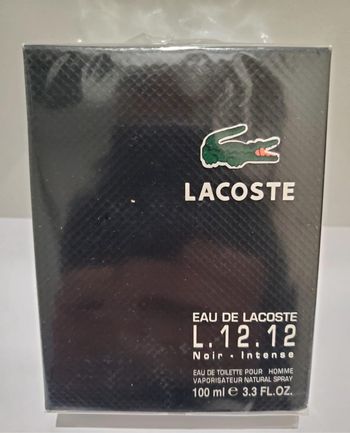 LACOSTE
EAU DE LACOSTE
L.12.12
Noir · Intense
EAU DE TOILETTE POUR HOMME
VAPORISATEUR NATURAL SPRAY
100 ml ℮ 3.3 FL.OZ.